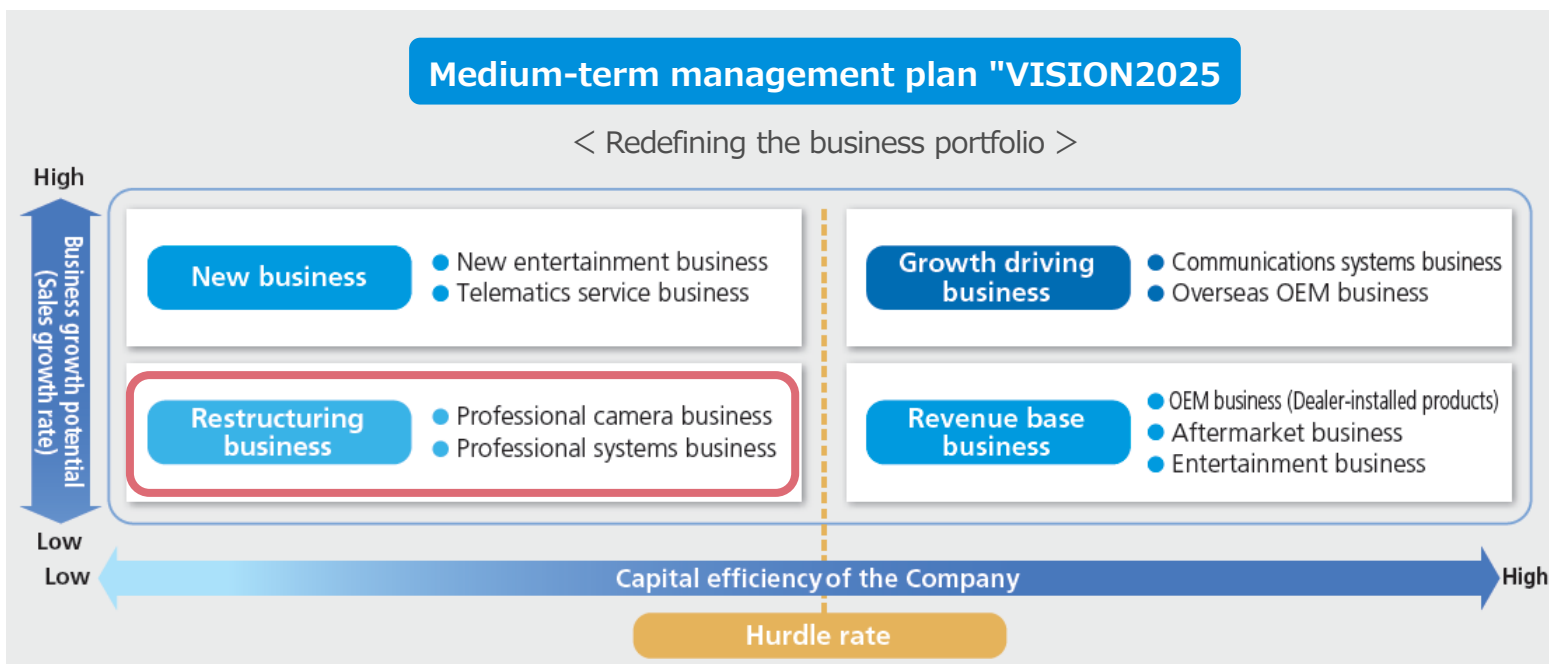 Medium-term management plan "VISION2025
＜ Redefining the business portfolio ＞
High
Business growth potential
(Sales growth rate)
Low
New business
● New entertainment business
● Telematics service business
Growth driving
business
● Communications systems business
● Overseas OEM business
Restructuring
business
● Professional camera business
● Professional systems business
Revenue base
business
● OEM business (Dealer-installed products)
● Aftermarket business
● Entertainment business
Low
Capital efficiency of the Company
High
Hurdle rate